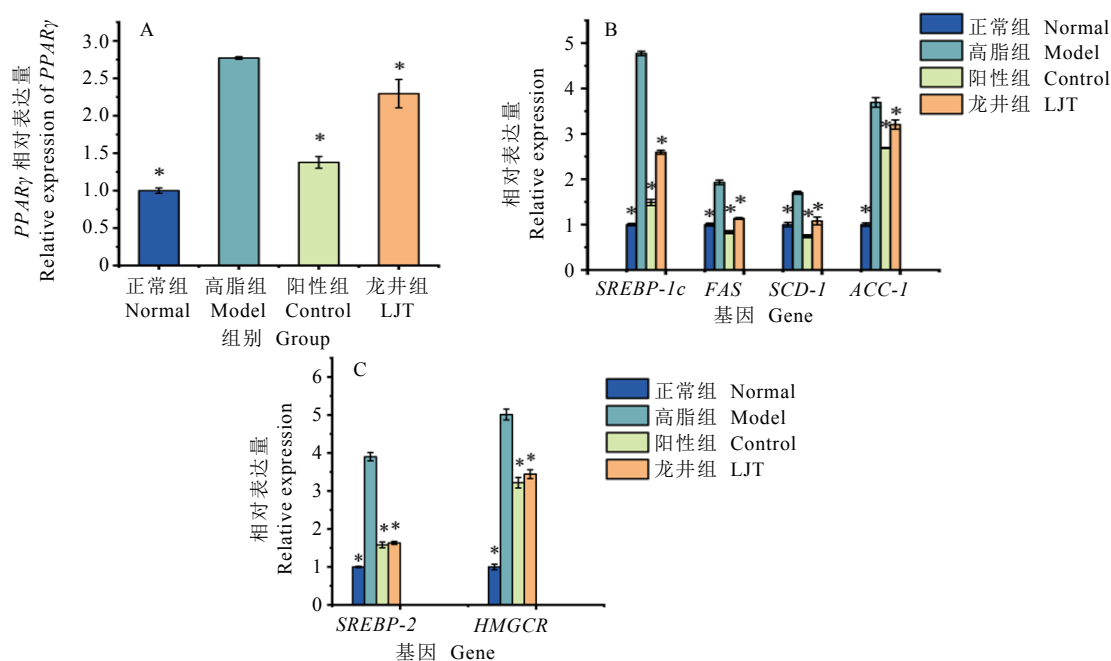 A
PPARγ 相对表达量
Relative expression of PPARγ
3.0
2.5
2.0
1.5
1.0
0.5
0
*
*
*
正常组 高脂组 阳性组 龙井组
Normal Model Control LJT
组别 Group
B
正常组 Normal
高脂组 Model
阳性组 Control
龙井组 LJT
相对表达量
Relative expression
5
4
3
2
1
0
* * *
* * *
* * *
* * *
SREBP-1c FAS SCD-1 ACC-1
基因 Gene
C
正常组 Normal
高脂组 Model
阳性组 Control
龙井组 LJT
相对表达量
Relative expression
6
5
4
3
2
1
0
* * *
* * *
SREBP-2 HMGCR
基因 Gene